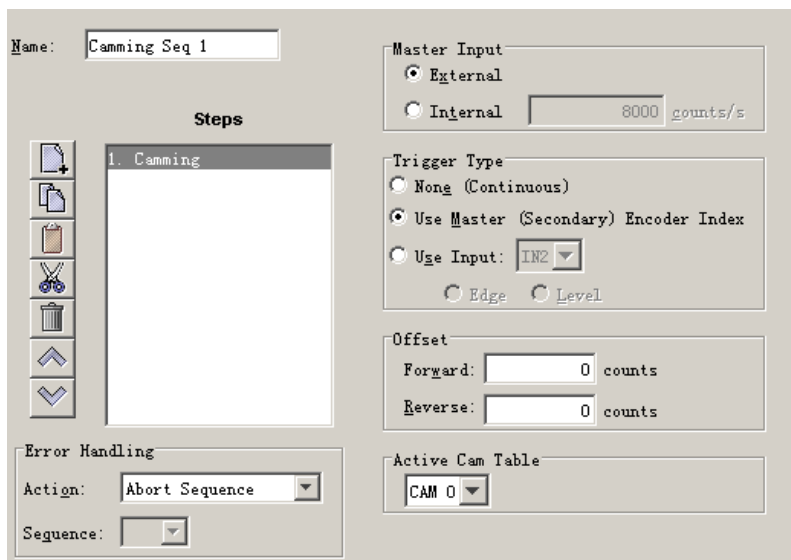 Name: Camming Seq 1
Steps
1. Camming
Error Handling
Action: Abort Sequence
Sequence:
Master Input
External
Internal 8000 counts/s
Trigger Type
None (Continuous)
Use Master (Secondary) Encoder Index
Use Input: IN2
Edge Level
Offset
Forward: 0 counts
Reverse: 0 counts
Active Cam Table
CAM 0